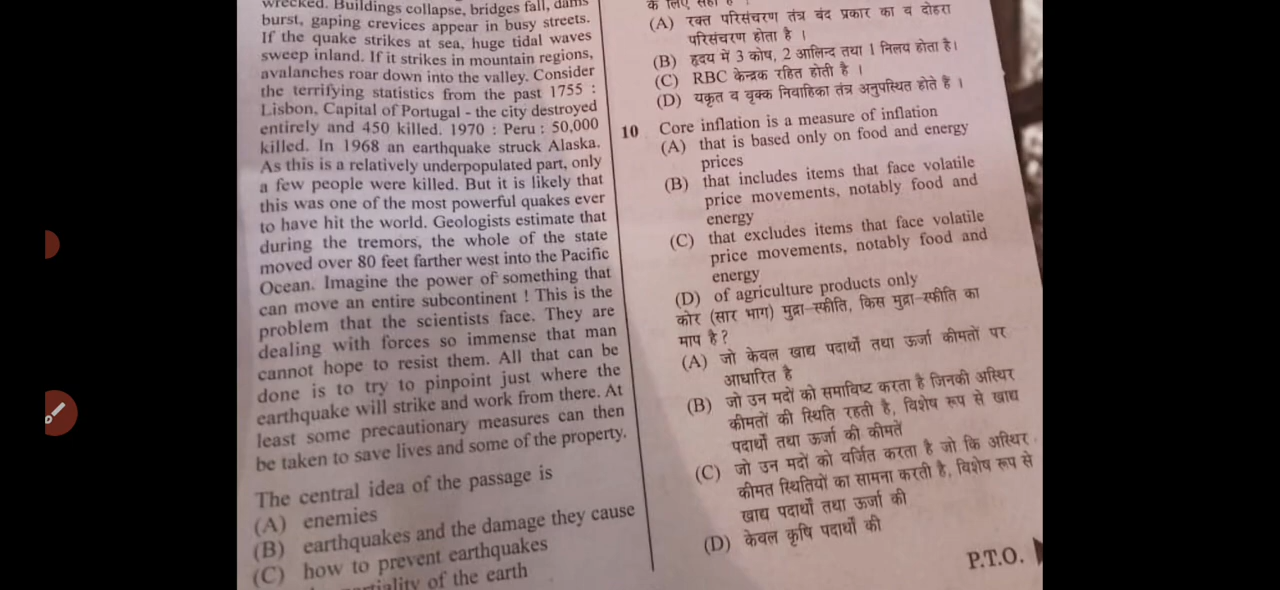 wrecked. Buildings collapse, bridges fall, dams
burst, gaping crevices appear in busy streets.
If the quake strikes at sea, huge tidal waves
sweep inland. If it strikes in mountain regions,
avalanches roar down into the valley. Consider
the terrifying statistics from the past 1755 :
Lisbon, Capital of Portugal - the city destroyed
entirely and 450 killed. 1970 : Peru : 50,000
killed. In 1968 an earthquake struck Alaska.
As this is a relatively underpopulated part, only
a few people were killed. But it is likely that
this was one of the most powerful quakes ever
to have hit the world. Geologists estimate that
during the tremors, the whole of the state
moved over 80 feet farther west into the Pacific
Ocean. Imagine the power of something that
can move an entire subcontinent ! This is the
problem that the scientists face. They are
dealing with forces so immense that man
cannot hope to resist them. All that can be
done is to try to pinpoint just where the
earthquake will strike and work from there. At
least some precautionary measures can then
be taken to save lives and some of the property.
The central idea of the passage is
(A) enemies
(B) earthquakes and the damage they cause
(C) how to prevent earthquakes
of the earth
के लिए सही है ?
(A) रक्त परिसंचरण तंत्र बंद प्रकार का व दोहरा
परिसंचरण होता है ।
(B) हृदय में 3 कोष, 2 आलिन्द तथा 1 निलय होता है।
(C) RBC केन्द्रक रहित होती है ।
(D) यकृत व वृक्क निवाहिका तंत्र अनुपस्थित होते है ।
10 Core inflation is a measure of inflation
(A) that is based only on food and energy
prices
(B) that includes items that face volatile
price movements, notably food and
energy
(C) that excludes items that face volatile
price movements, notably food and
energy
(D) of agriculture products only
कोर (सार भाग) मुद्रा-स्फीति, किस मुद्रा-स्फीति का
माप है?
(A) जो केवल खाद्य पदार्थों तथा ऊर्जा कीमतों पर
आधारित है
(B) जो उन मदों को समाविष्ट करता है जिनकी अस्थिर
कीमतों की स्थिति रहती है, विशेष रूप से खाद्य
पदार्थों तथा ऊर्जा की कीमतें
(C) जो उन मदों को वर्जित करता है जो कि अस्थिर
कीमत स्थितियों का सामना करती है, विशेष रूप से
खाद्य पदार्थों तथा ऊर्जा की
(D) केवल कृषि पदार्थों की
P.T.O.